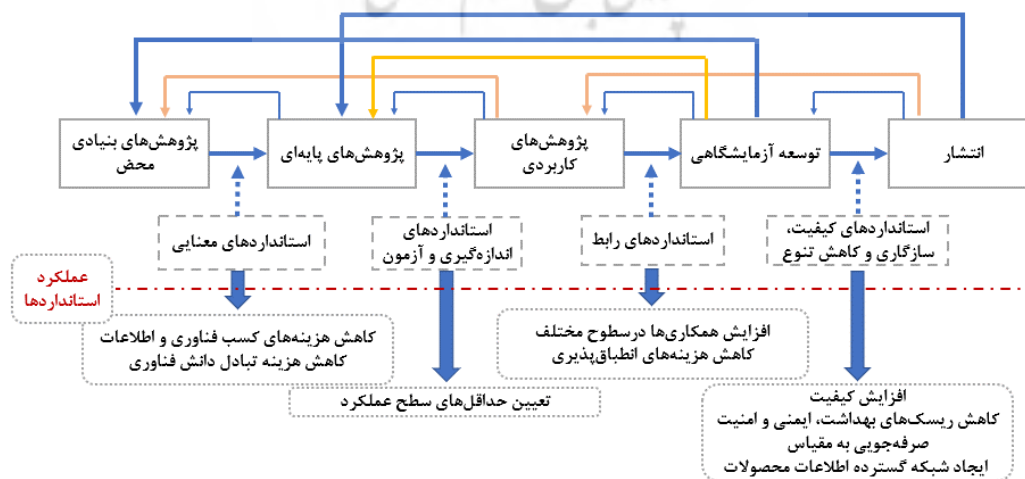 پژوهش‌های بنیادی
محض
پژوهش‌های پایه‌ای
پژوهش‌های
کاربردی
توسعه آزمایشگاهی
انتشار
استانداردهای معنایی
استانداردهای
اندازه‌گیری و آزمون
استانداردهای رابط
استانداردهای کیفیت،
سازگاری و کاهش تنوع
عملکرد
استانداردها
کاهش هزینه‌های کسب فناوری و اطلاعات
کاهش هزینه تبادل دانش فناوری
تعیین حداقل‌های سطح عملکرد
افزایش همکاری‌ها درسطوح مختلف
کاهش هزینه‌های انطباق‌پذیری
افزایش کیفیت
کاهش ریسک‌های بهداشت، ایمنی و امنیت
صرفه‌جویی به مقیاس
ایجاد شبکه گسترده اطلاعات محصولات